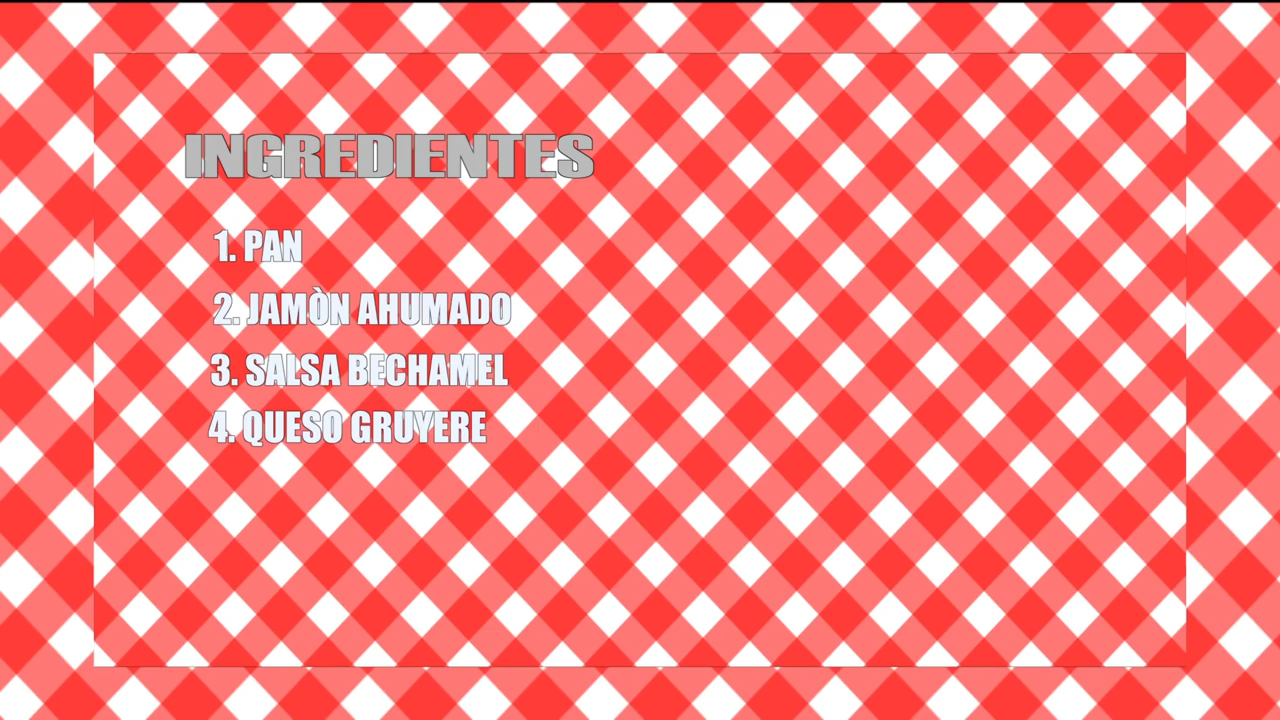 INGREDIENTES
1. PAN
2. JAMÒN AHUMADO
3. SALSA BECHAMEL
4. QUESO GRUYERE